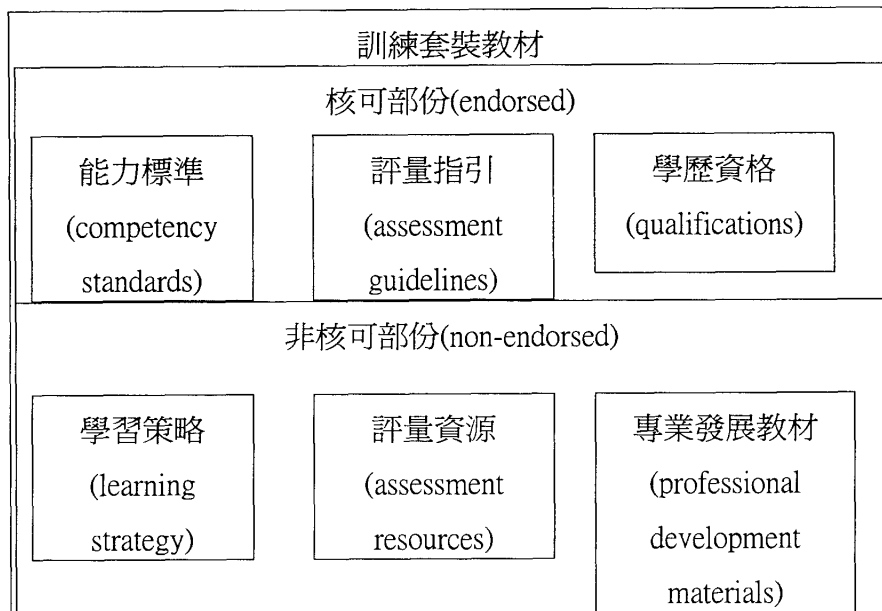 訓練套裝教材
核可部份(endorsed)
能力標準
(competency
standards)
評量指引
(assessment
guidelines)
學歷資格
(qualifications)
非核可部份(non-endorsed)
學習策略
(learning
strategy)
評量資源
(assessment
resources)
專業發展教材
(professional
development
materials)